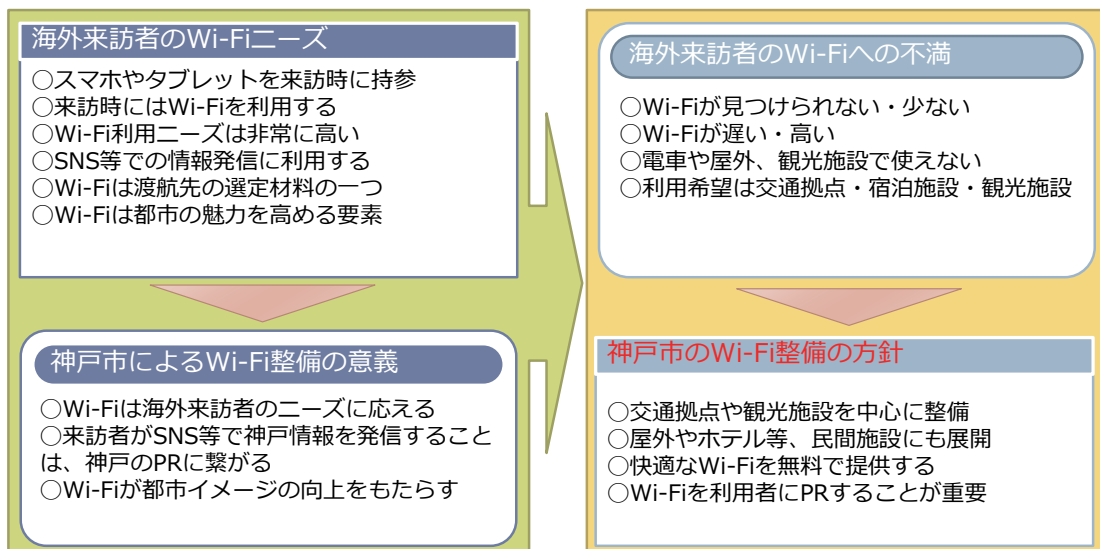 海外来訪者のWi-Fiニーズ
○スマホやタブレットを来訪時に持参
○来訪時にはWi-Fiを利用する
○Wi-Fi利用ニーズは非常に高い
○SNS等での情報発信に利用する
○Wi-Fiは渡航先の選定材料の一つ
○Wi-Fiは都市の魅力を高める要素
神戸市によるWi-Fi整備の意義
○Wi-Fiは海外来訪者のニーズに応える
○来訪者がSNS等で神戸情報を発信すること
は、神戸のPRに繋がる
○Wi-Fiが都市イメージの向上をもたらす
海外来訪者のWi-Fiへの不満
○Wi-Fiが見つけられない・少ない
○Wi-Fiが遅い・高い
○電車や屋外、観光施設で使えない
○利用希望は交通拠点・宿泊施設・観光施設
神戸市のWi-Fi整備の方針
○交通拠点や観光施設を中心に整備
○屋外やホテル等、民間施設にも展開
○快適なWi-Fiを無料で提供する
○Wi-Fiを利用者にPRすることが重要